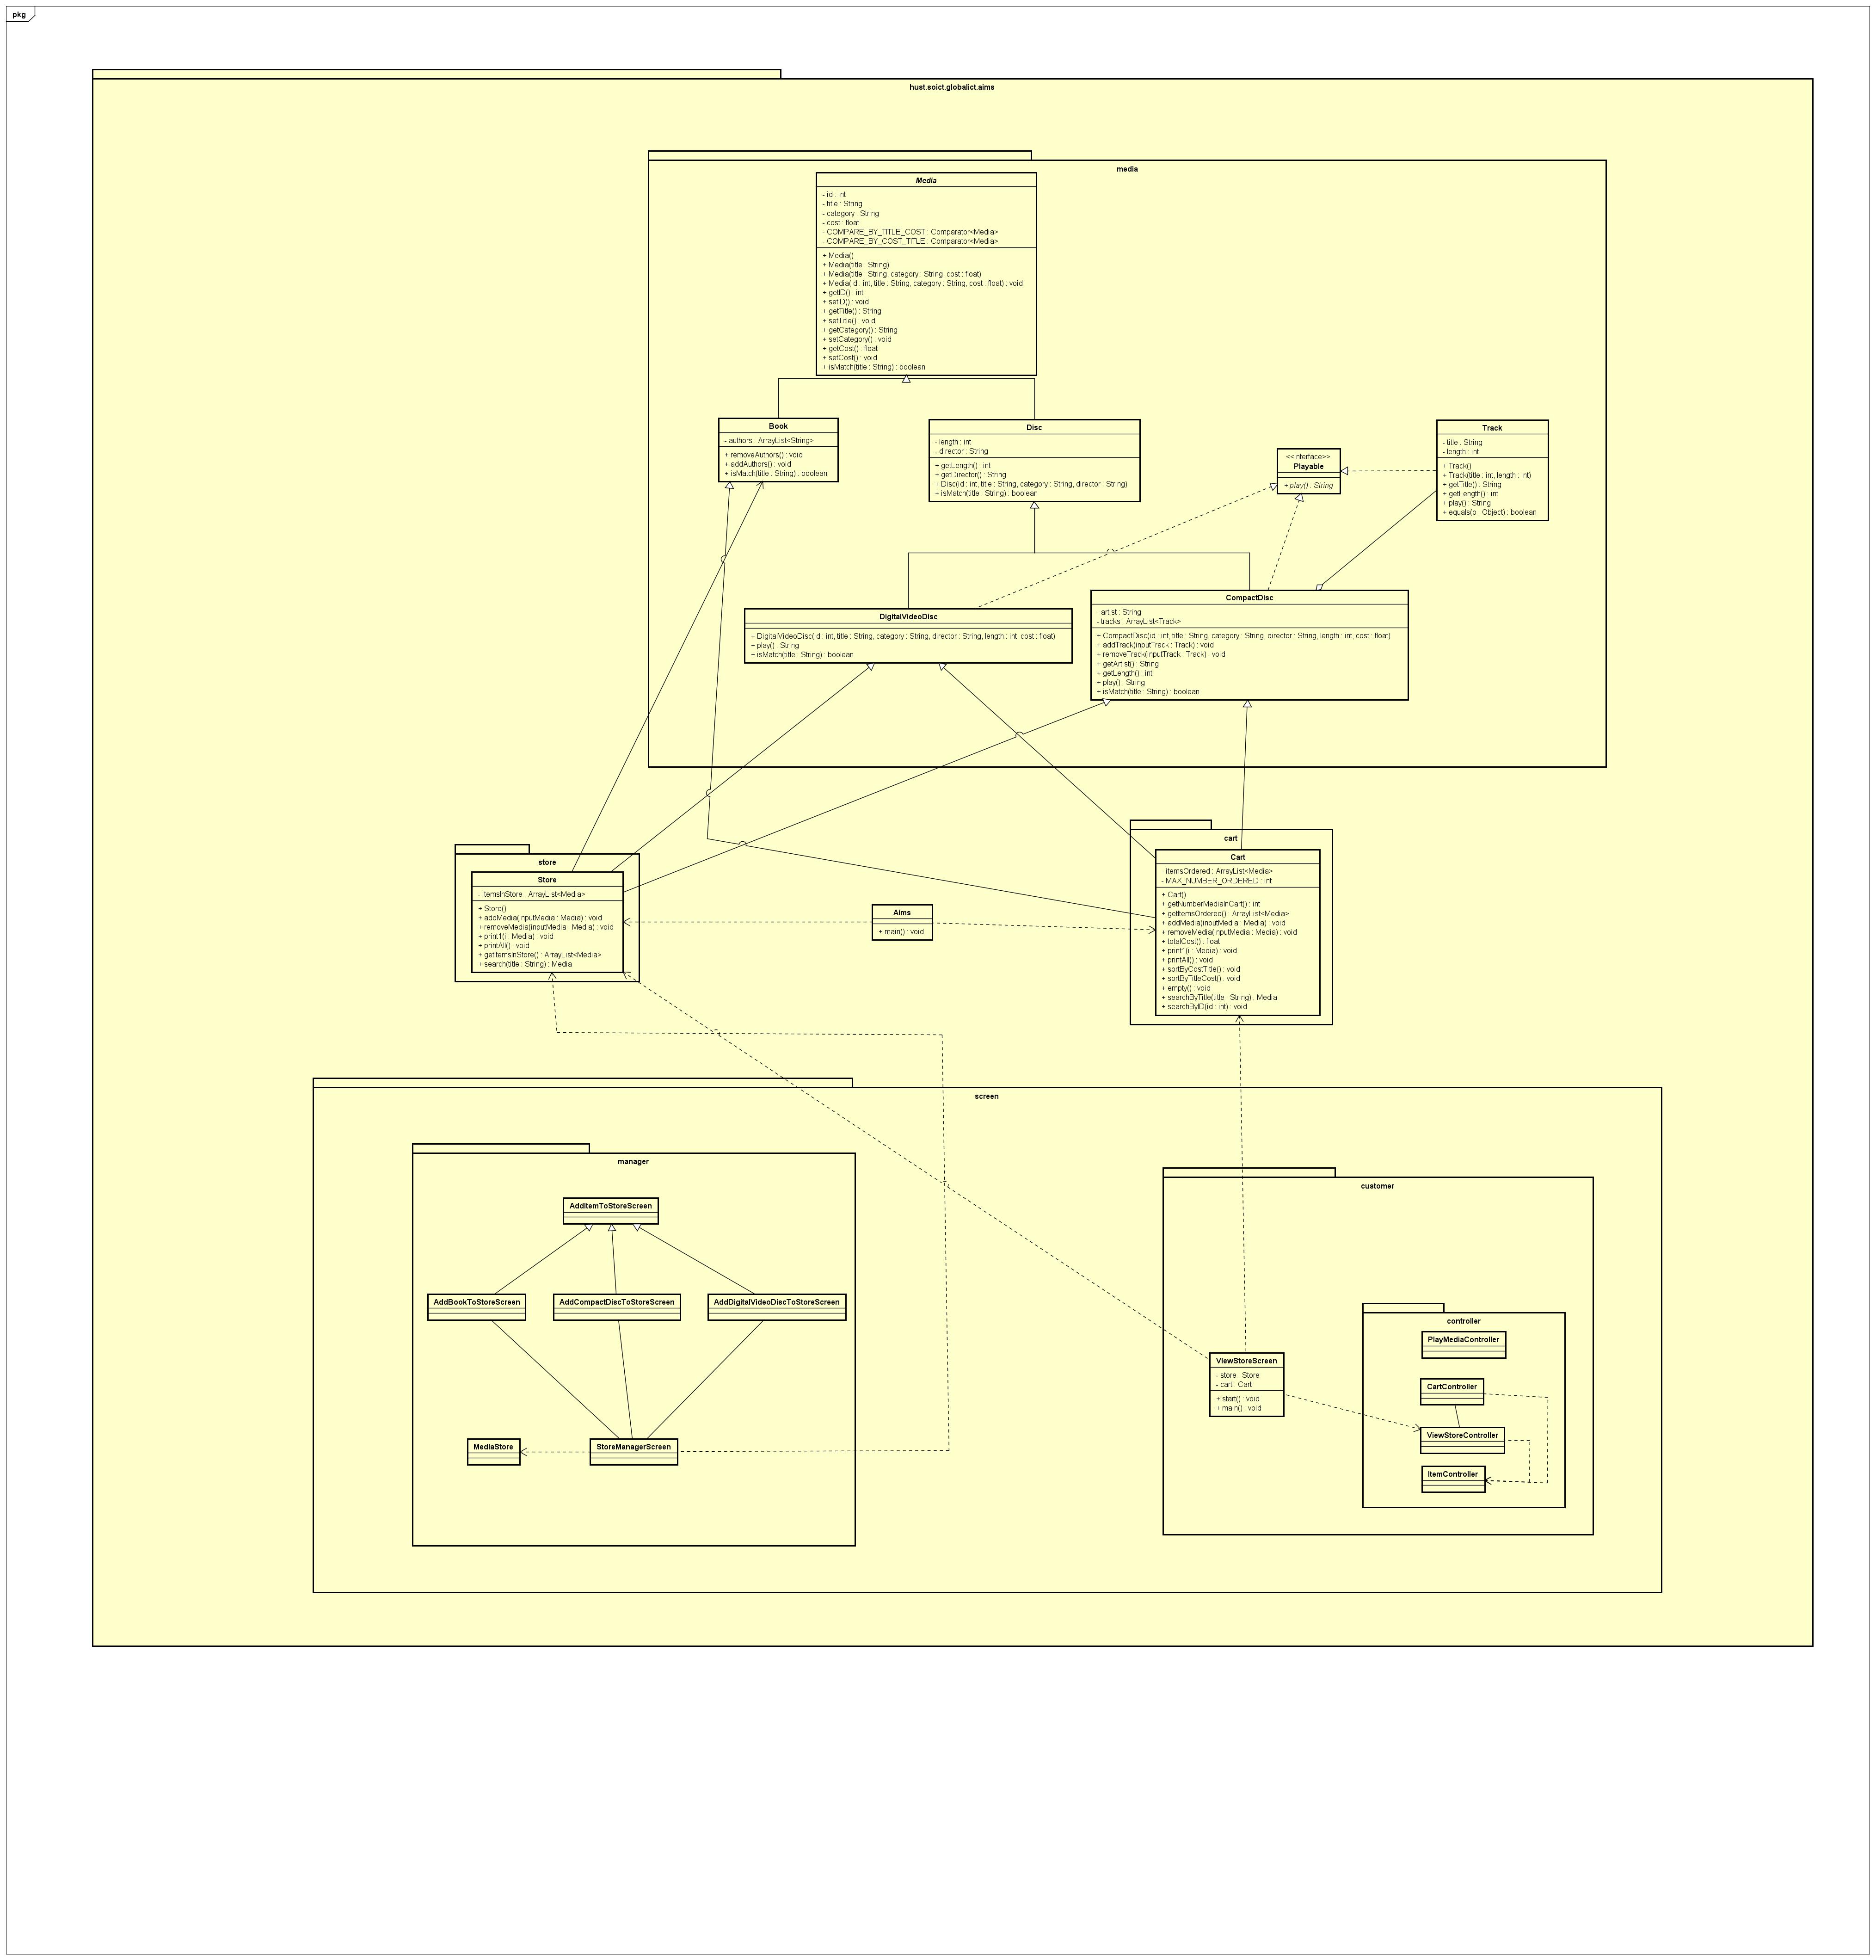 pkg
hust.soict.globalict.aims
media
Media
- id : int
- title : String
- category : String
- cost : float
- COMPARE_BY_TITLE_COST : Comparator<Media>
- COMPARE_BY_COST_TITLE : Comparator<Media>
+ Media()
+ Media(title : String)
+ Media(title : String, category : String, cost : float)
+ Media(id : int, title : String, category : String, cost : float) : void
+ getID() : int
+ setID() : void
+ getTitle() : String
+ setTitle() : void
+ getCategory() : String
+ setCategory() : void
+ getCost() : float
+ setCost() : void
+ isMatch(title : String) : boolean
Book
- authors : ArrayList<String>
+ removeAuthors() : void
+ addAuthors() : void
+ isMatch(title : String) : boolean
Disc
- length : int
- director : String
+ getLength() : int
+ getDirector() : String
+ Disc(id : int, title : String, category : String, director : String)
+ isMatch(title : String) : boolean
<<interface>>
Playable
+ play() : String
Track
- title : String
- length : int
+ Track()
+ Track(title : int, length : int)
+ getTitle() : String
+ getLength() : int
+ play() : String
+ equals(o : Object) : boolean
DigitalVideoDisc
+ DigitalVideoDisc(id : int, title : String, category : String, director : String, length : int, cost : float)
+ play() : String
+ isMatch(title : String) : boolean
CompactDisc
- artist : String
- tracks : ArrayList<Track>
+ CompactDisc(id : int, title : String, category : String, director : String, length : int, cost : float)
+ addTrack(inputTrack : Track) : void
+ removeTrack(inputTrack : Track) : void
+ getArtist() : String
+ getLength() : int
+ play() : String
+ isMatch(title : String) : boolean
store
Store
- itemsInStore : ArrayList<Media>
+ Store()
+ addMedia(inputMedia : Media) : void
+ removeMedia(inputMedia : Media) : void
+ print1(i : Media) : void
+ printAll() : void
+ getItemsInStore() : ArrayList<Media>
+ search(title : String) : Media
Aims
+ main() : void
cart
Cart
- itemsOrdered : ArrayList<Media>
- MAX_NUMBER_ORDERED : int
+ Cart()
+ getNumberMediaInCart() : int
+ getItemsOrdered() : ArrayList<Media>
+ addMedia(inputMedia : Media) : void
+ removeMedia(inputMedia : Media) : void
+ totalCost() : float
+ print1(i : Media) : void
+ printAll() : void
+ sortByCostTitle() : void
+ sortByTitleCost() : void
+ empty() : void
+ searchByTitle(title : String) : Media
+ searchByID(id : int) : void
screen
manager
AddItemToStoreScreen
AddBookToStoreScreen
AddCompactDiscToStoreScreen
AddDigitalVideoDiscToStoreScreen
MediaStore
StoreManagerScreen
customer
ViewStoreScreen
- store : Store
- cart : Cart
+ start() : void
+ main() : void
controller
PlayMediaController
CartController
ViewStoreController
ItemController